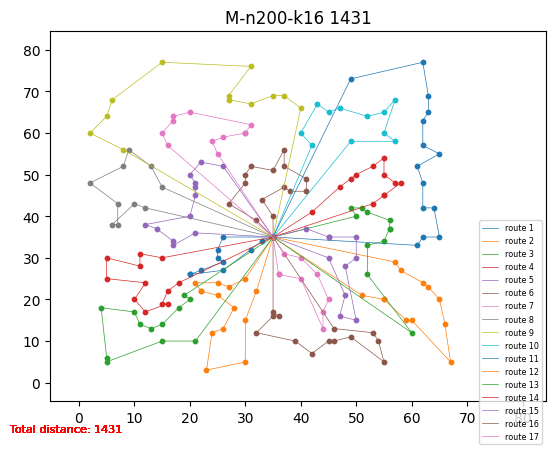 M-n200-k16 1431
80
70
60
50
40
30
20
10
0
0 10 20 30 40 50 60 70 80
route 1
route 2
route 3
route 4
route 5
route 6
route 7
route 8
route 9
route 10
route 11
route 12
route 13
route 14
route 15
route 16
route 17
Total distance: 1431